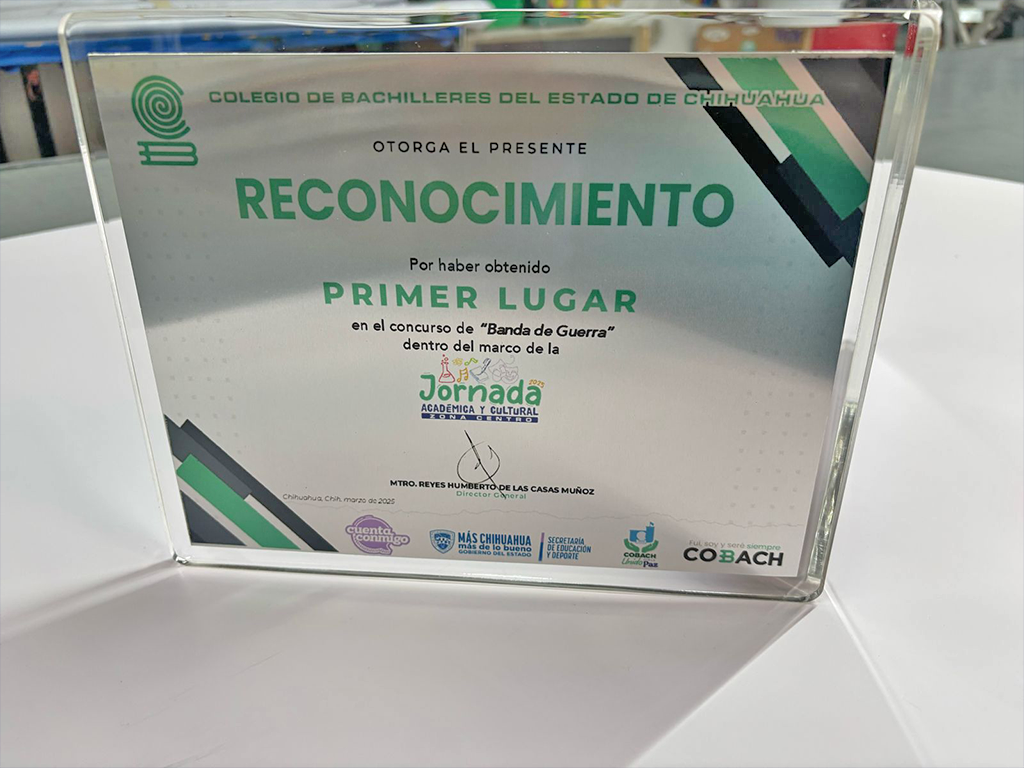 COLEGIO DE BACHILLERES DEL ESTADO DE CHIHUAHUA
OTORGA EL PRESENTE
RECONOCIMIENTO
Por haber obtenido
PRIMER LUGAR
en el concurso de "Banda de Guerra"
dentro del marco de la
2025
Jornada
ACADÉMICA Y CULTURAL
ZONA CENTRO
MTRO. REYES HUMBERTO DE LAS CASAS MUÑOZ
Director General
Chihuahua, Chih. marzo de 2025
cuenta
conmigo
MÁS CHIHUAHUA
más de lo bueno
GOBIERNO DEL ESTADO
SECRETARÍA
DE EDUCACIÓN
Y DEPORTE
COBACH
Unido Paz
Fui, soy y seré siempre
COBACH